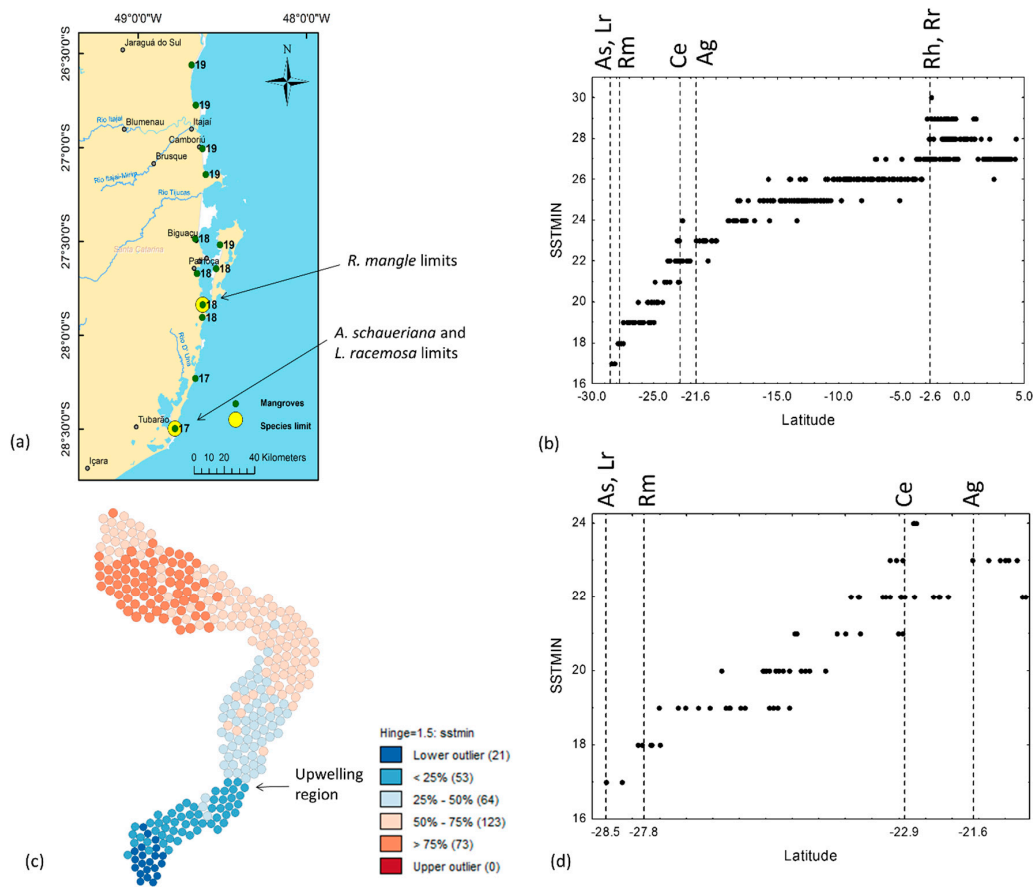 49°0'0"W
48°0'0"W
26°30'0"S
27°0'0"S
27°30'0"S
28°0'0"S
28°30'0"S
Jaraguá do Sul
N
19
19
Rio Itajaí
Blumenau
Itajaí
Camboriú
19
Brusque
Rio Itajaí-Mirim
19
Rio Tijucas
Biguaçu
18
19
Santa Catarina
Palhoça
18
18
R. mangle limits
18
18
A. schaueriana and
L. racemosa limits
Rio D' Una
17
Mangroves
Species limit
Tubarão
17
0 10 20 40 Kilometers
Içara
(a)
As, Lr
Rm
Ce
Ag
Rh, Rr
SSTMIN
30
28
26
24
22
20
18
16
-30.0 -25.0 -21.6 -15.0 -10.0 -5.0 -2.6 0.0 5.0
Latitude
(b)
Upwelling
region
Hinge=1.5: sstmin
Lower outlier (21)
< 25% (53)
25% - 50% (64)
50% - 75% (123)
> 75% (73)
Upper outlier (0)
(c)
As, Lr
Rm
Ce
Ag
SSTMIN
24
22
20
18
16
-28.5 -27.8 -22.9 -21.6
Latitude
(d)